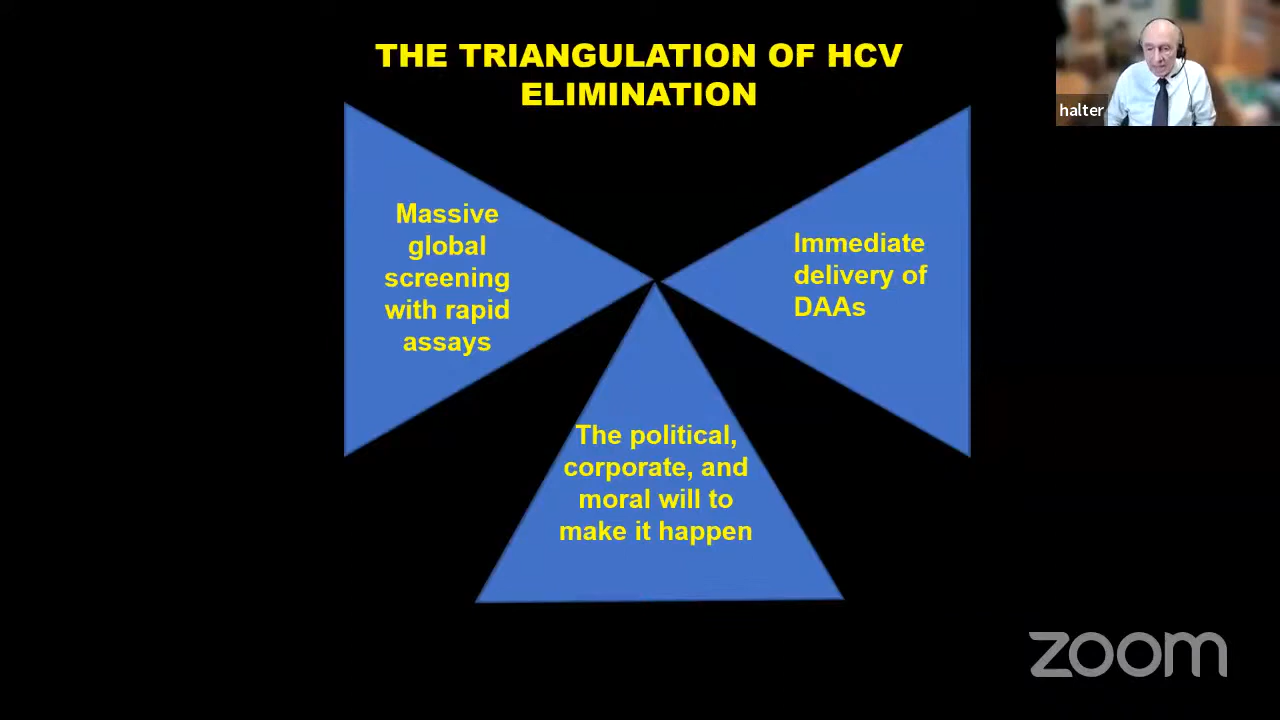 THE TRIANGULATION OF HCV
ELIMINATION
halter
Massive
global
screening
with rapid
assays
Immediate
delivery of
DAAs
The political,
corporate, and
moral will to
make it happen
zoom